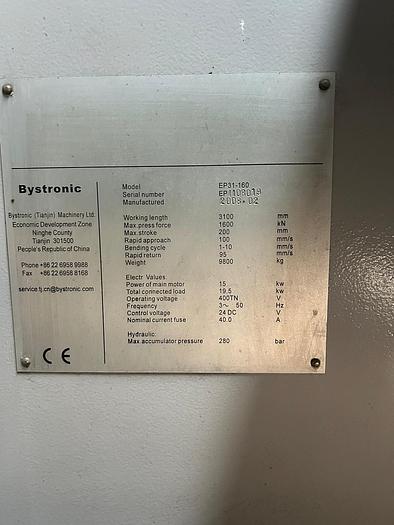 Bystronic
Bystronic (Tianjin) Machinery Ltd.
Economic Development Zone
Ninghe County
Tianjin 301500
People's Republic of China
Phone +86 22 6958 9988
Fax +86 22 6958 8168
service.tj.cn@bystronic.com
CE
Model EP31-160
Serial number EP1108019
Manufactured 2008.02
Working length 3100 mm
Max.press force 1600 kN
Max.stroke 200 mm
Rapid approach 100 mm/s
Bending cycle 1-10 mm/s
Rapid return 95 mm/s
Weight 9800 kg
Electr. Values:
Power of main motor 15 kw
Total connected load 19.5 kw
Operating voltage 400TN V
Frequency 3~ 50 Hz
Control voltage 24 DC V
Nominal current fuse 40.0 A
Hydraulic:
Max.accumulator pressure 280 bar